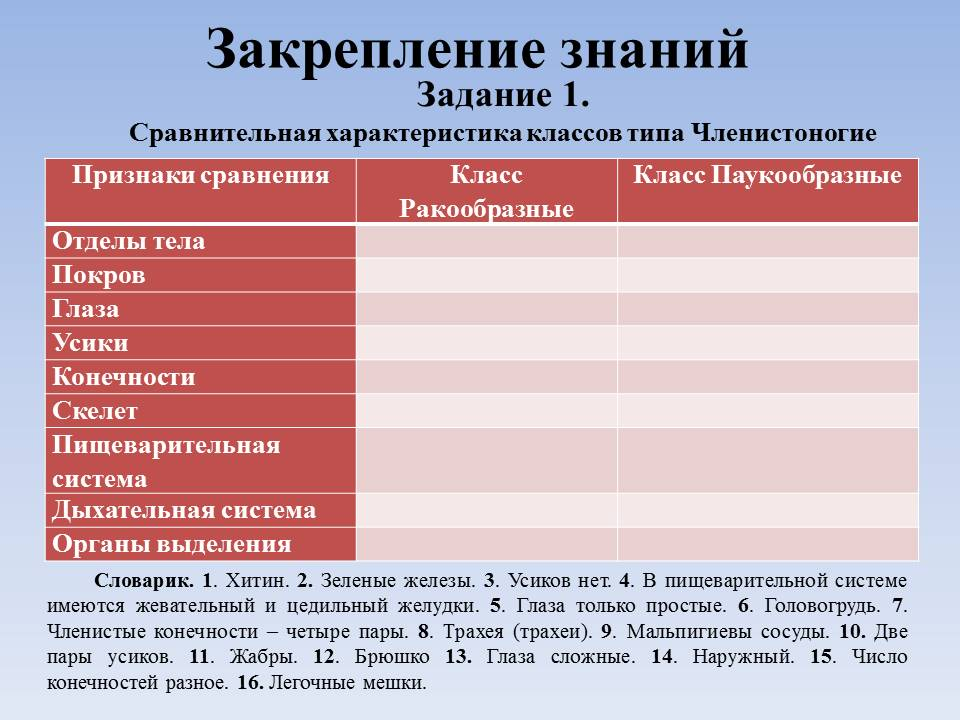 Закрепление знаний
Задание 1.
Сравнительная характеристика классов типа Членистоногие
Признаки сравнения
Класс
Ракообразные
Класс Паукообразные
Отделы тела
Покров
Глаза
Усики
Конечности
Скелет
Пищеварительная
система
Дыхательная система
Органы выделения
Словарик. 1. Хитин. 2. Зеленые железы. 3. Усиков нет. 4. В пищеварительной системе
имеются жевательный и цедильный желудки. 5. Глаза только простые. 6. Головогрудь. 7.
Членистые конечности – четыре пары. 8. Трахея (трахеи). 9. Мальпигиевы сосуды. 10. Две
пары усиков. 11. Жабры. 12. Брюшко 13. Глаза сложные. 14. Наружный. 15. Число
конечностей разное. 16. Легочные мешки.